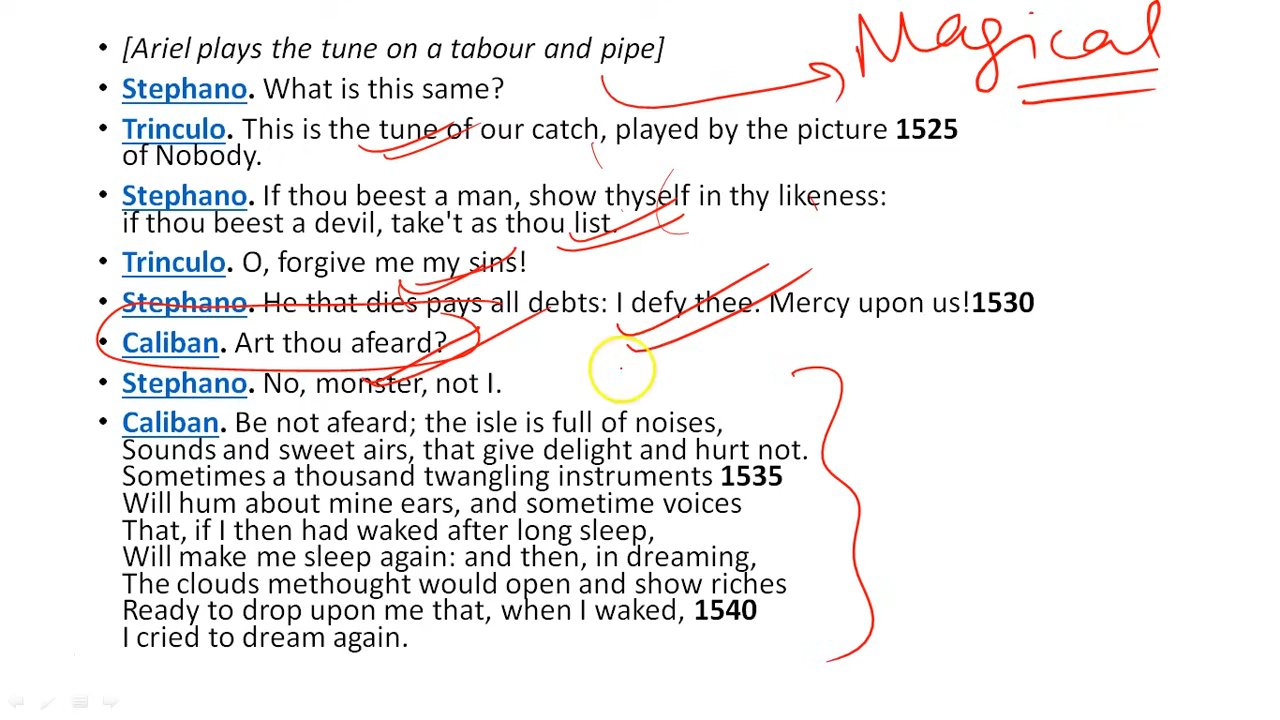 Magical
• [Ariel plays the tune on a tabour and pipe]
• Stephano. What is this same?
• Trinculo. This is the tune of our catch, played by the picture 1525
of Nobody.
• Stephano. If thou beest a man, show thyself in thy likeness:
if thou beest a devil, take't as thou list.
• Trinculo. O, forgive me my sins!
• Stephano. He that dies pays all debts: I defy thee. Mercy upon us!1530
• Caliban. Art thou afeard?
• Stephano. No, monster, not I.
• Caliban. Be not afeard; the isle is full of noises,
Sounds and sweet airs, that give delight and hurt not.
Sometimes a thousand twangling instruments 1535
Will hum about mine ears, and sometime voices
That, if I then had waked after long sleep,
Will make me sleep again: and then, in dreaming,
The clouds methought would open and show riches
Ready to drop upon me that, when I waked, 1540
I cried to dream again.